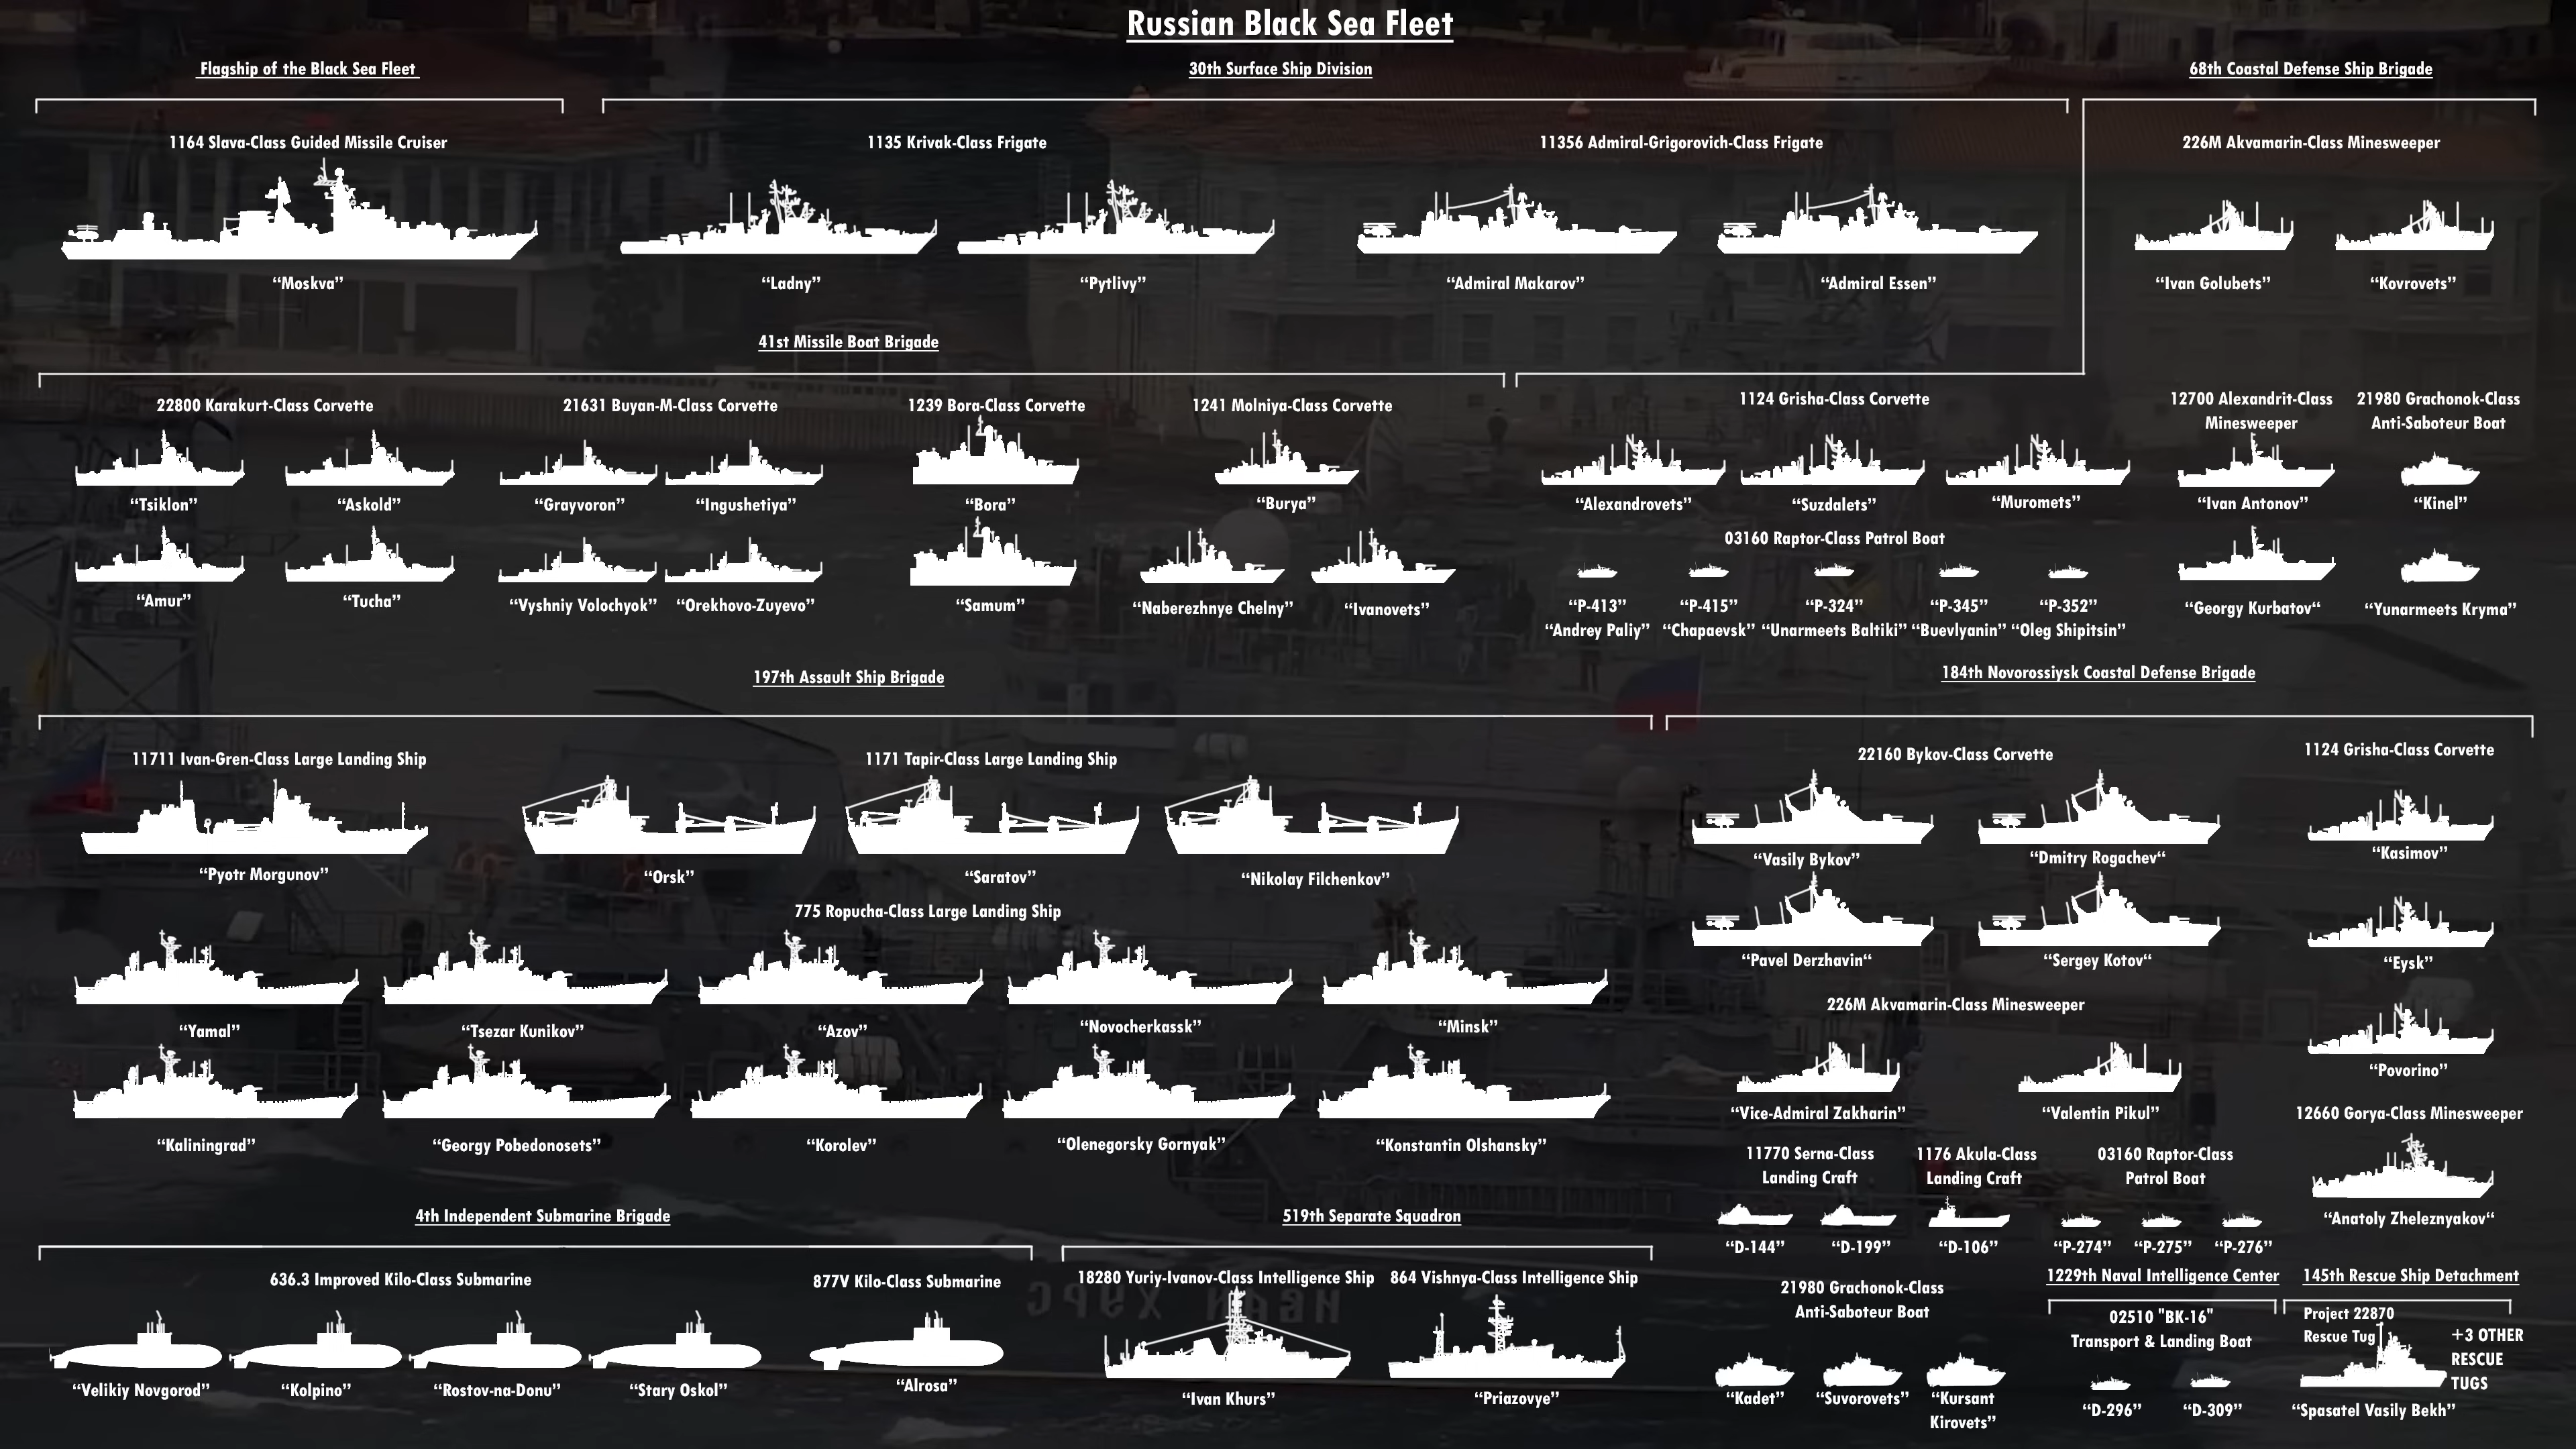 Russian Black Sea Fleet
Flagship of the Black Sea Fleet
30th Surface Ship Division
68th Coastal Defense Ship Brigade
1164 Slava-Class Guided Missile Cruiser
1135 Krivak-Class Frigate
11356 Admiral-Grigorovich-Class Frigate
226M Akvamarin-Class Minesweeper
“Moskva”
“Ladny”
“Pytlivy”
“Admiral Makarov”
“Admiral Essen”
“Ivan Golubets”
“Kovrovets”
41st Missile Boat Brigade
22800 Karakurt-Class Corvette
21631 Buyan-M-Class Corvette
1239 Bora-Class Corvette
1241 Molniya-Class Corvette
1124 Grisha-Class Corvette
12700 Alexandrit-Class
Minesweeper
21980 Grachonok-Class
Anti-Saboteur Boat
“Tsiklon”
“Askold”
“Grayvoron”
“Ingushetiya”
“Bora”
“Burya”
“Alexandrovets”
“Suzdalets”
“Muromets”
“Ivan Antonov”
“Kinel”
03160 Raptor-Class Patrol Boat
“Amur”
“Tucha”
“Vyshniy Volochyok”
“Orekhovo-Zuyevo”
“Samum”
“Naberezhnye Chelny”
“Ivanovets”
“P-413”
“P-415”
“P-324”
“P-345”
“P-352”
“Andrey Paliy”
“Chapaevsk”
“Unarmeets Baltiki”
“Buevlyanin”
“Oleg Shipitsin”
“Georgy Kurbatov“
“Yunarmeets Kryma”
197th Assault Ship Brigade
184th Novorossiysk Coastal Defense Brigade
11711 Ivan-Gren-Class Large Landing Ship
1171 Tapir-Class Large Landing Ship
22160 Bykov-Class Corvette
1124 Grisha-Class Corvette
“Pyotr Morgunov”
“Orsk”
“Saratov”
“Nikolay Filchenkov”
“Vasily Bykov”
“Dmitry Rogachev“
“Kasimov”
775 Ropucha-Class Large Landing Ship
“Pavel Derzhavin“
“Sergey Kotov“
“Eysk”
“Yamal”
“Tsezar Kunikov”
“Azov”
“Novocherkassk”
“Minsk”
226M Akvamarin-Class Minesweeper
“Povorino”
“Kaliningrad”
“Georgy Pobedonosets”
“Korolev”
“Olenegorsky Gornyak”
“Konstantin Olshansky”
“Vice-Admiral Zakharin”
“Valentin Pikul”
12660 Gorya-Class Minesweeper
11770 Serna-Class
Landing Craft
1176 Akula-Class
Landing Craft
03160 Raptor-Class
Patrol Boat
“Anatoly Zheleznyakov“
“D-144”
“D-199”
“D-106”
“P-274”
“P-275”
“P-276”
4th Independent Submarine Brigade
519th Separate Squadron
636.3 Improved Kilo-Class Submarine
877V Kilo-Class Submarine
18280 Yuriy-Ivanov-Class Intelligence Ship
864 Vishnya-Class Intelligence Ship
21980 Grachonok-Class
Anti-Saboteur Boat
1229th Naval Intelligence Center
145th Rescue Ship Detachment
02510 "BK-16"
Transport & Landing Boat
Project 22870
Rescue Tug
+3 OTHER
RESCUE
TUGS
“Velikiy Novgorod”
“Kolpino”
“Rostov-na-Donu”
“Stary Oskol”
“Alrosa”
“Ivan Khurs”
“Priazovye”
“Kadet”
“Suvorovets”
“Kursant
Kirovets”
“D-296”
“D-309”
“Spasatel Vasily Bekh”